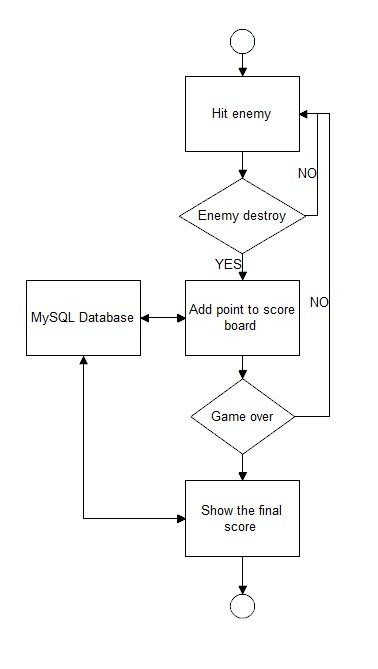 Hit enemy
NO
Enemy destroy
YES
MySQL Database
Add point to score
board
NO
Game over
Show the final
score